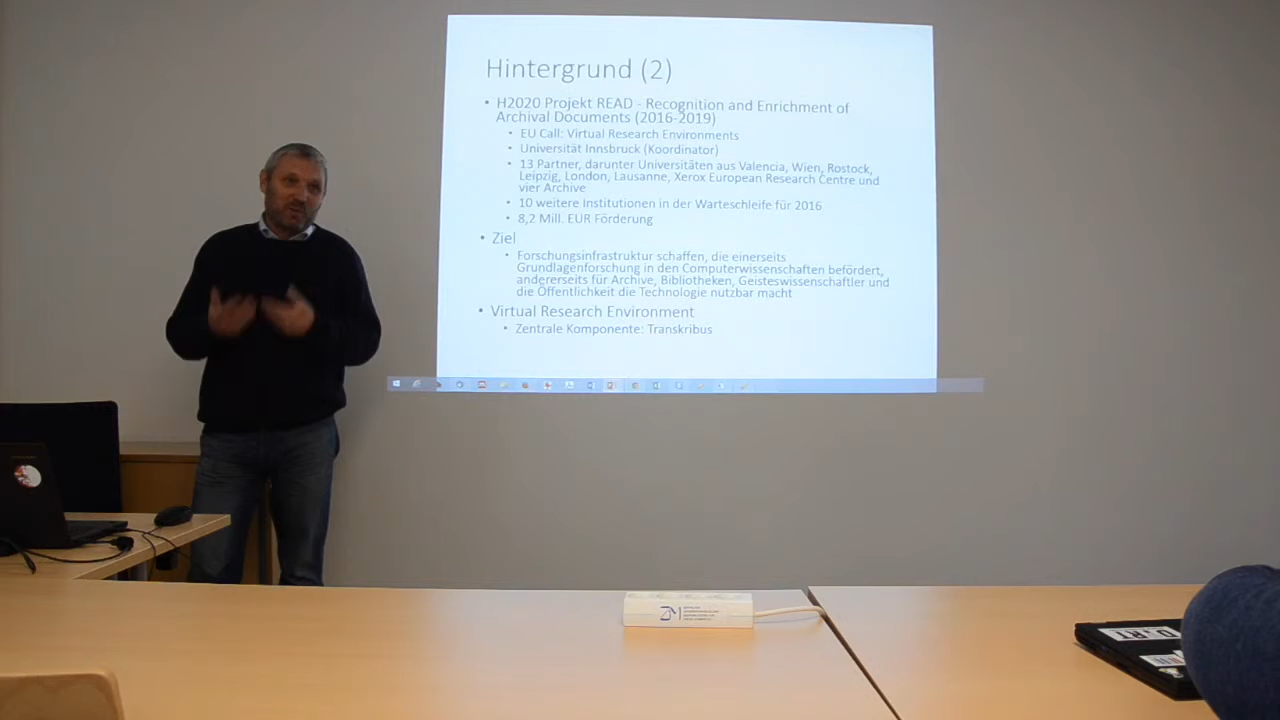 Hintergrund (2)
• H2020 Projekt READ - Recognition and Enrichment of
Archival Documents (2016-2019)
• EU Call: Virtual Research Environments
• Universität Innsbruck (Koordinator)
• 13 Partner, darunter Universitäten aus Valencia, Wien, Rostock,
Leipzig, London, Lausanne, Xerox European Research Centre und
vier Archive
• 10 weitere Institutionen in der Warteschleife für 2016
• 8,2 Mill. EUR Förderung
• Ziel
• Forschungsinfrastruktur schaffen, die einerseits
Grundlagenforschung in den Computerwissenschaften befördert,
andererseits für Archive, Bibliotheken, Geisteswissenschaftler und
die Öffentlichkeit die Technologie nutzbar macht
• Virtual Research Environment
• Zentrale Komponente: Transkribus